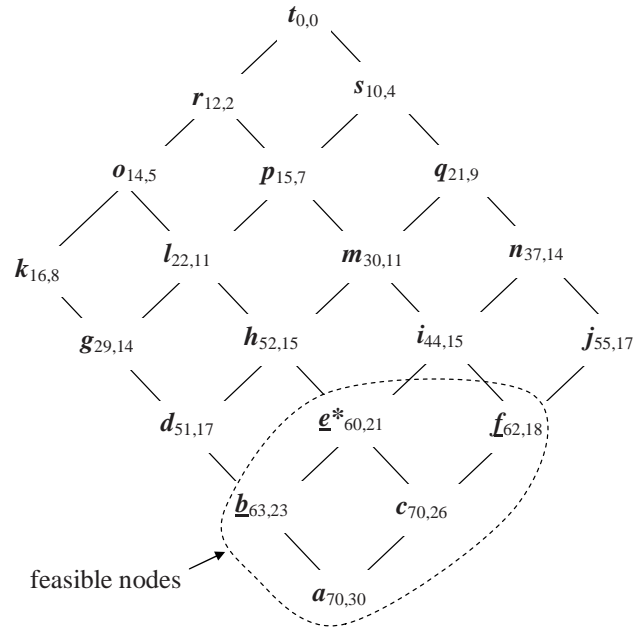 t0,0
r12,2 s10,4
o14,5 p15,7 q21,9
k16,8 l22,11 m30,11 n37,14
g29,14 h52,15 i44,15 j55,17
d51,17 e*60,21 f62,18
b63,23 c70,26
feasible nodes a70,30